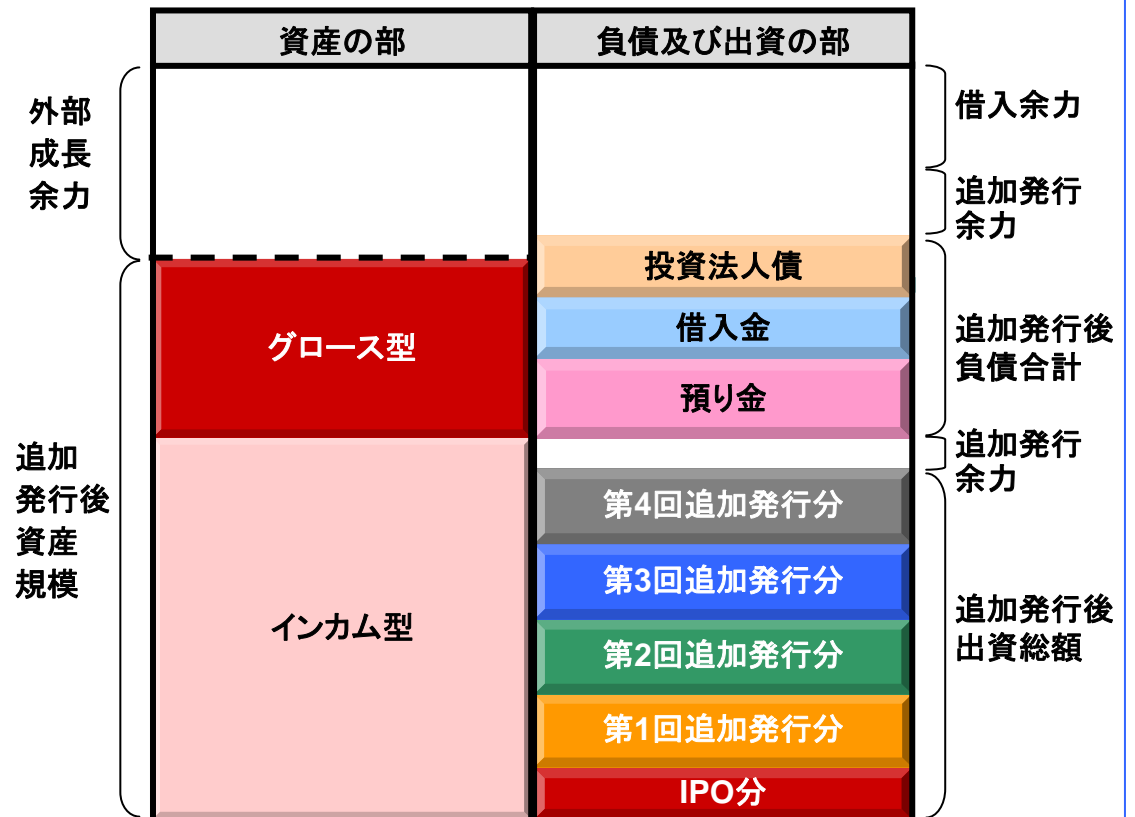 資産の部
負債及び出資の部
外部
成長
余力
借入余力
追加発行
余力
投資法人債
グロース型
借入金
追加発行後
負債合計
預り金
追加
発行後
資産
規模
追加発行
余力
第4回追加発行分
第3回追加発行分
インカム型
追加発行後
出資総額
第2回追加発行分
第1回追加発行分
IPO分